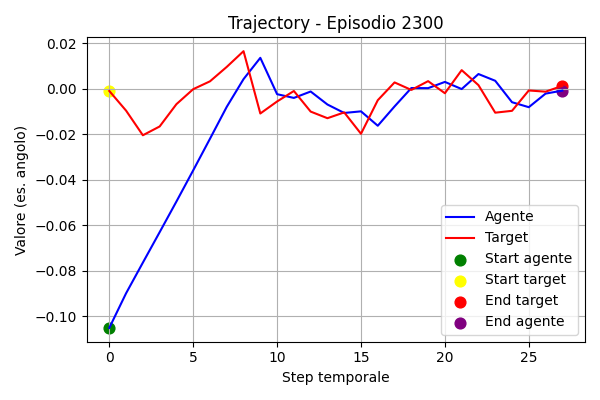 Trajectory - Episodio 2300
Valore (es. angolo)
0.02
0.00
−0.02
−0.04
−0.06
−0.08
−0.10
0
5
10
15
20
25
Step temporale
Agente
Target
Start agente
Start target
End target
End agente